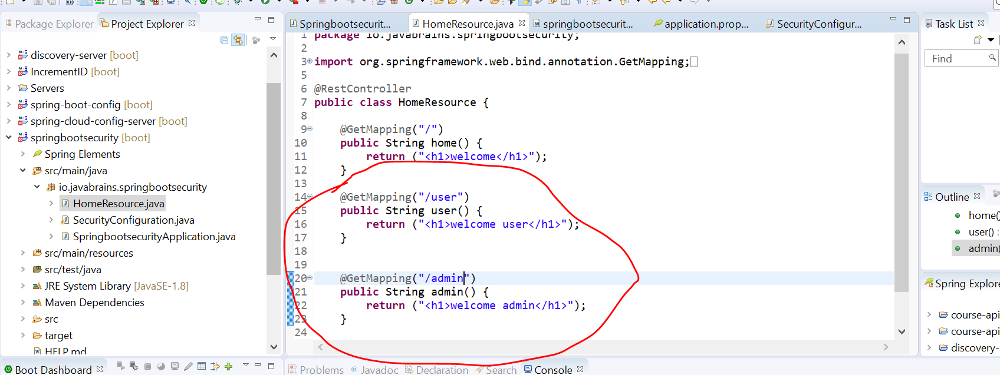 Package Explorer
Project Explorer
discovery-server [boot]
IncrementID [boot]
Servers
spring-boot-config [boot]
spring-cloud-config-server [boot]
springbootsecurity [boot]
Spring Elements
src/main/java
io.javabrains.springbootsecurity
HomeResource.java
SecurityConfiguration.java
SpringbootsecurityApplication.java
src/main/resources
src/test/java
JRE System Library [JavaSE-1.8]
Maven Dependencies
src
target
HELP.md
Boot Dashboard
Springbootsecurit...
HomeResource.java
springbootsecurit...
application.prop...
SecurityConfigur...
1 package io.javabrains.springbootsecurity;
2
3 import org.springframework.web.bind.annotation.GetMapping;
5
6 @RestController
7 public class HomeResource {
8
9 @GetMapping("/")
10 public String home() {
11 return ("<h1>welcome</h1>");
12 }
13
14 @GetMapping("/user")
15 public String user() {
16 return ("<h1>welcome user</h1>");
17 }
18
19
20 @GetMapping("/admin")
21 public String admin() {
22 return ("<h1>welcome admin</h1>");
23 }
24
Problems
@ Javadoc
Declaration
Search
Console
Task List
Find
Outline
home()
user() :
admin(
Spring Explore
course-api
course-api
discovery-